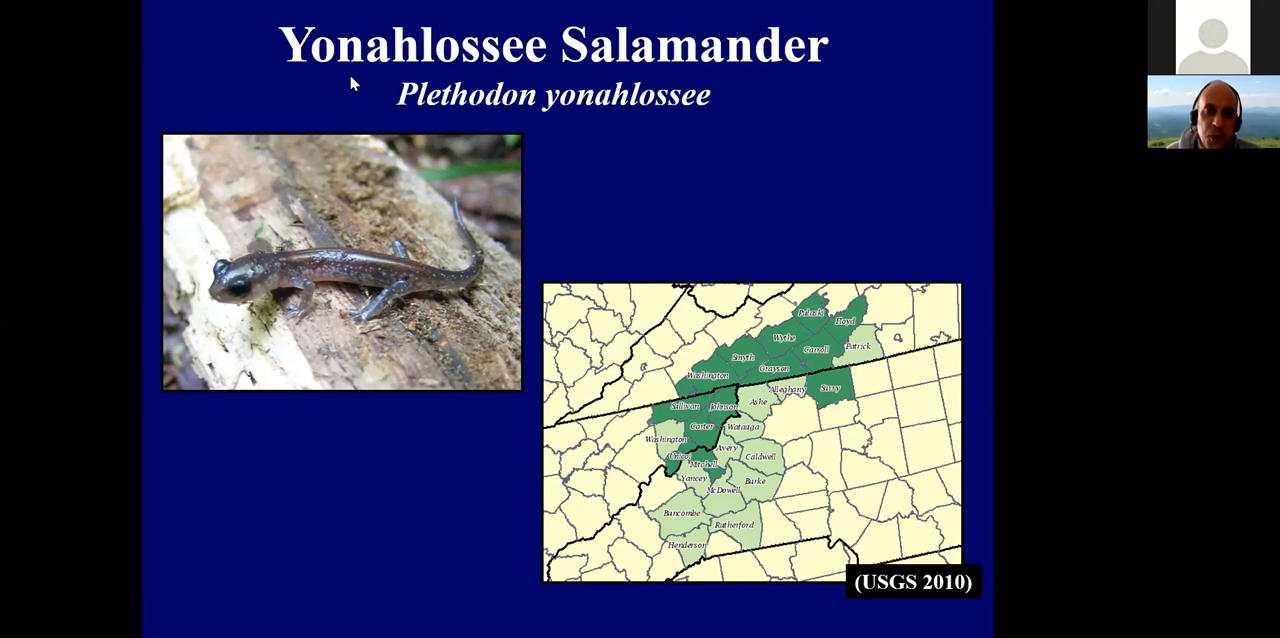 Yonahlossee Salamander
Plethodon yonahlossee
Pulaski
Floyd
Wythe
Patrick
Carroll
Smyth
Grayson
Washington
Alleghany
Surry
Ashe
Sullivan
Johnson
Carter
Watauga
Washington
Avery
Unicoi
Caldwell
Mitchell
Yancey
Burke
McDowell
Buncombe
Rutherford
Henderson
(USGS 2010)